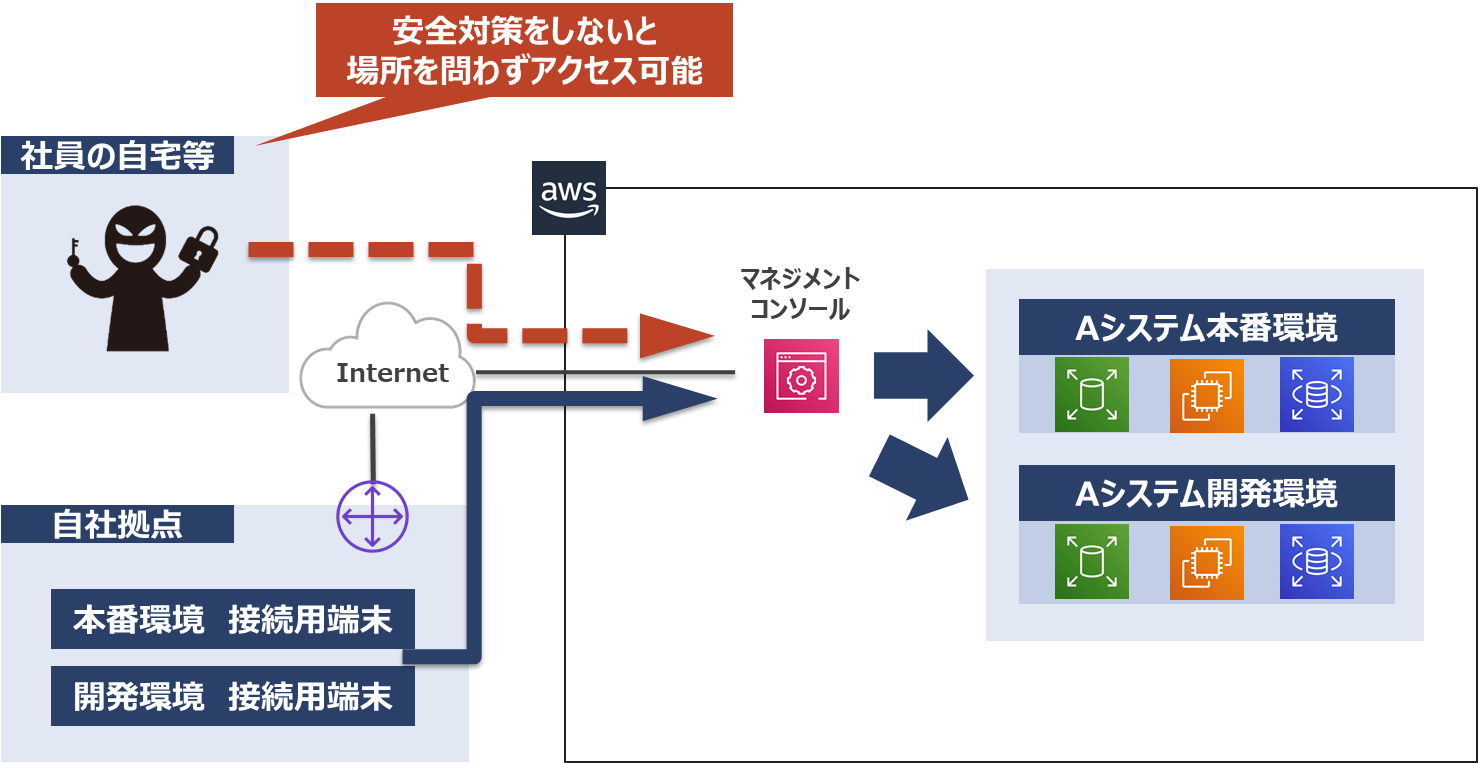 安全対策をしないと
場所を問わずアクセス可能
社員の自宅等
aws
マネジメント
コンソール
Internet
Aシステム本番環境
Aシステム開発環境
自社拠点
本番環境　接続用端末
開発環境　接続用端末